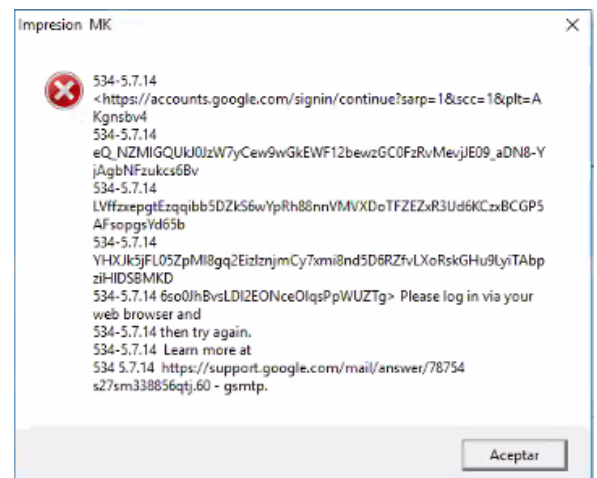 Impresion MK
534-5.7.14
<https://accounts.google.com/signin/continue?sarp=1&scc=1&plt=A
Kgnsbv4
534-5.7.14
eQ_NZMIGQUkJ0JzW7yCew9wGkEWF12bewzGC0FzRvMevjJE09_aDN8-Y
jAgbNFzukcs6Bv
534-5.7.14
LVffzxepgtEzqqibb5DZkS6wYpRh88nnVMVXDoTFZEZxR3Ud6KCzxBCGP5
AFsopgsYd65b
534-5.7.14
YHXJk5jFL05ZpMI8gq2EizIznjmCy7xmi8nd5D6RZfvLXoRskGHu9LyiTAbp
ziHIDSBMKD
534-5.7.14 6so0JhBvsLDI2EONceOlqsPpWUZTg> Please log in via your
web browser and
534-5.7.14 then try again.
534-5.7.14 Learn more at
534 5.7.14 https://support.google.com/mail/answer/78754
s27sm338856qtj.60 - gsmtp.
Aceptar